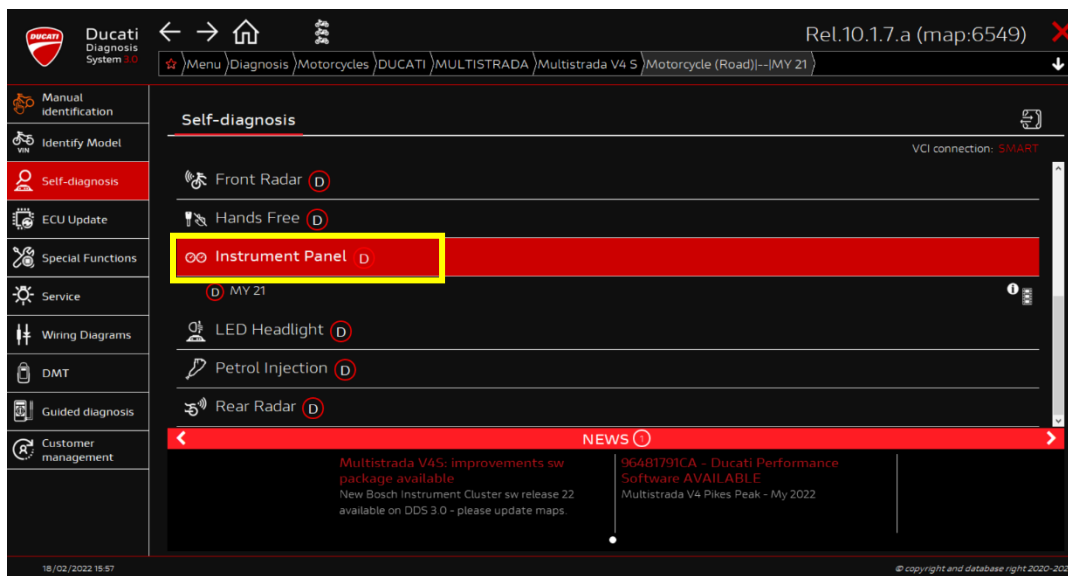 DUCATI
Ducati
Diagnosis
System 3.0
Rel.10.1.7.a (map:6549)
Menu Diagnosis Motorcycles DUCATI MULTISTRADA Multistrada V4 S Motorcycle (Road)|--|MY 21
Manual
identification
VIN
Identify Model
Self-diagnosis
ECU Update
Special Functions
Service
Wiring Diagrams
DMT
Guided diagnosis
Customer
management
Self-diagnosis
VCI connection: SMART
Front Radar D
Hands Free D
Instrument Panel D
D MY 21
LED Headlight D
Petrol Injection D
Rear Radar D
NEWS 1
Multistrada V4S: improvements sw
package available
New Bosch Instrument Cluster sw release 22
available on DDS 3.0 - please update maps.
96481791CA - Ducati Performance
Software AVAILABLE
Multistrada V4 Pikes Peak - My 2022
18/02/2022 15:57
© copyright and database right 2020-202